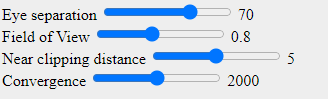 Eye separation 70
Field of View 0.8
Near clipping distance 5
Convergence 2000